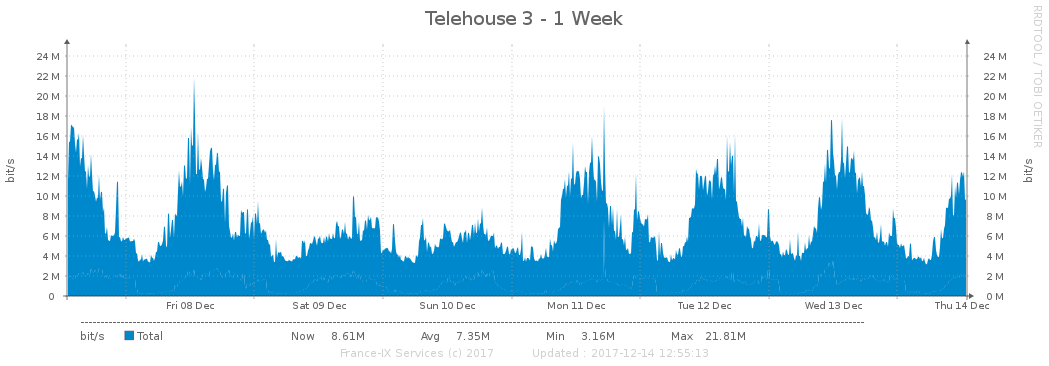 Telehouse 3 - 1 Week
RRDTOOL / TOBI OETIKER
bit/s
24 M 24 M
22 M 22 M
20 M 20 M
18 M 18 M
16 M 16 M
14 M 14 M
12 M 12 M
10 M 10 M
8 M 8 M
6 M 6 M
4 M 4 M
2 M 2 M
0 0 M
bit/s
Fri 08 Dec Sat 09 Dec Sun 10 Dec Mon 11 Dec Tue 12 Dec Wed 13 Dec Thu 14 Dec
bit/s Total Now 8.61M Avg 7.35M Min 3.16M Max 21.81M
France-IX Services (c) 2017 Updated : 2017-12-14 12:55:13